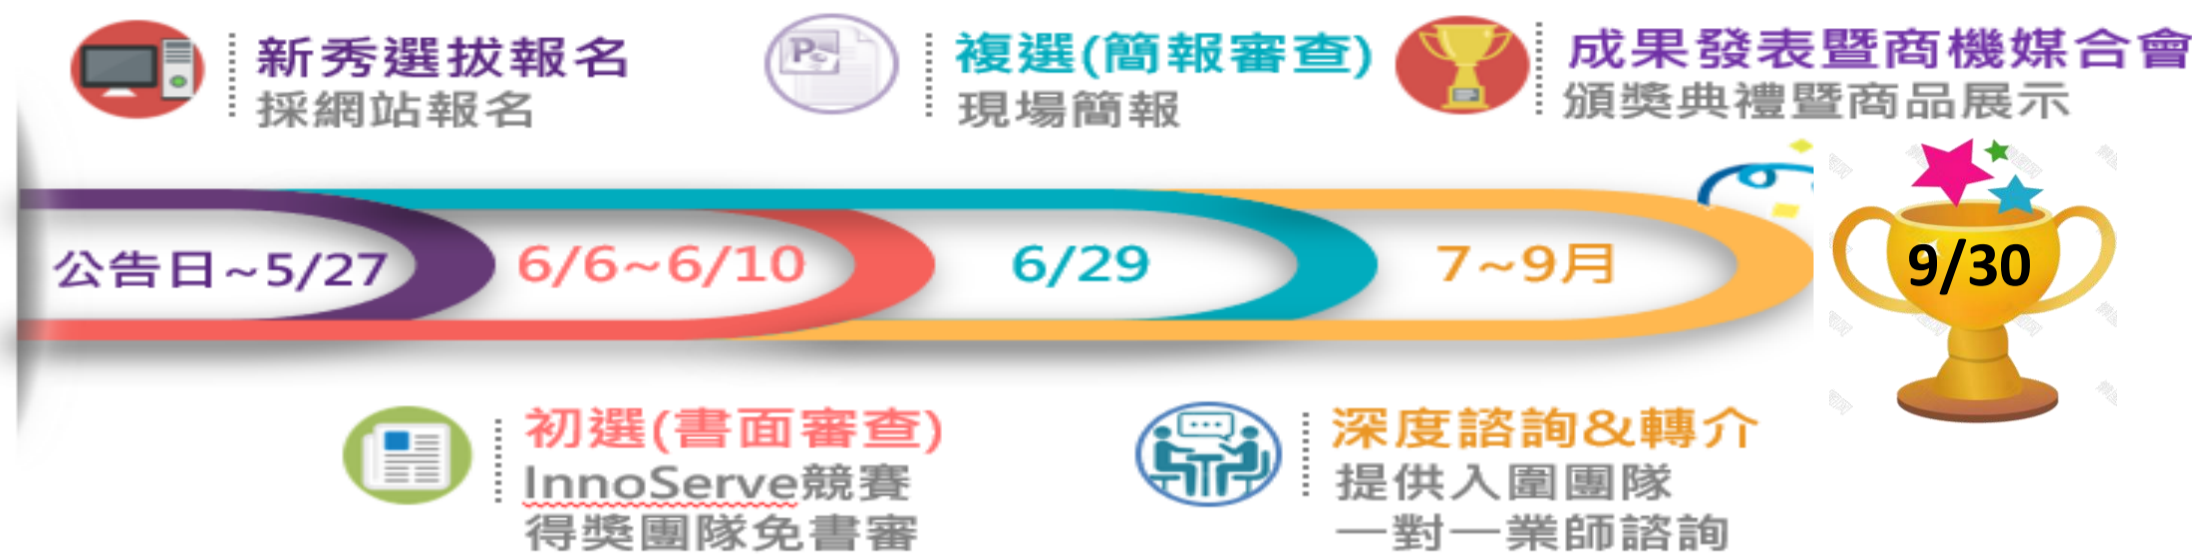 新秀選拔報名
採網站報名
複選(簡報審查)
現場簡報
成果發表暨商機媒合會
頒獎典禮暨商品展示
公告日~5/27
6/6~6/10
6/29
7~9月
9/30
初選(書面審查)
InnoServe競賽
得獎團隊免書審
深度諮詢&轉介
提供入圍團隊
一對一業師諮詢